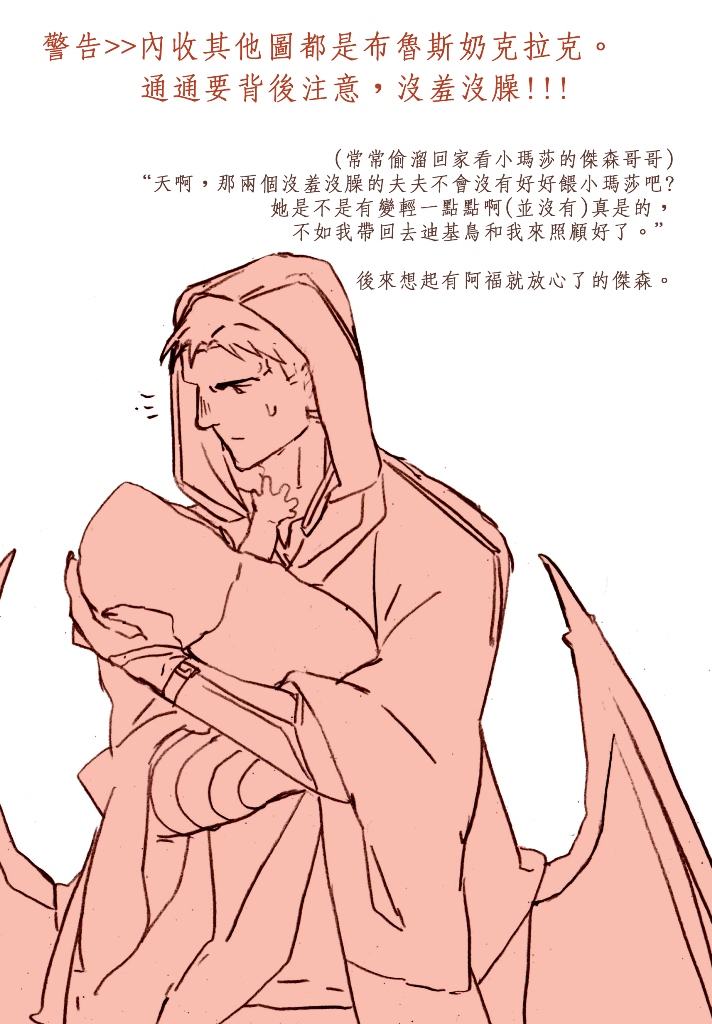 警告>>內收其他圖都是布魯斯奶克拉克。
通通要背後注意，沒羞沒臊!!!
(常常偷溜回家看小瑪莎的傑森哥哥)
“天啊，那兩個沒羞沒臊的夫夫不會沒有好好餵小瑪莎吧?
她是不是有變輕一點點啊(並沒有)真是的，
不如我帶回去迪基鳥和我來照顧好了。”
後來想起有阿福就放心了的傑森。